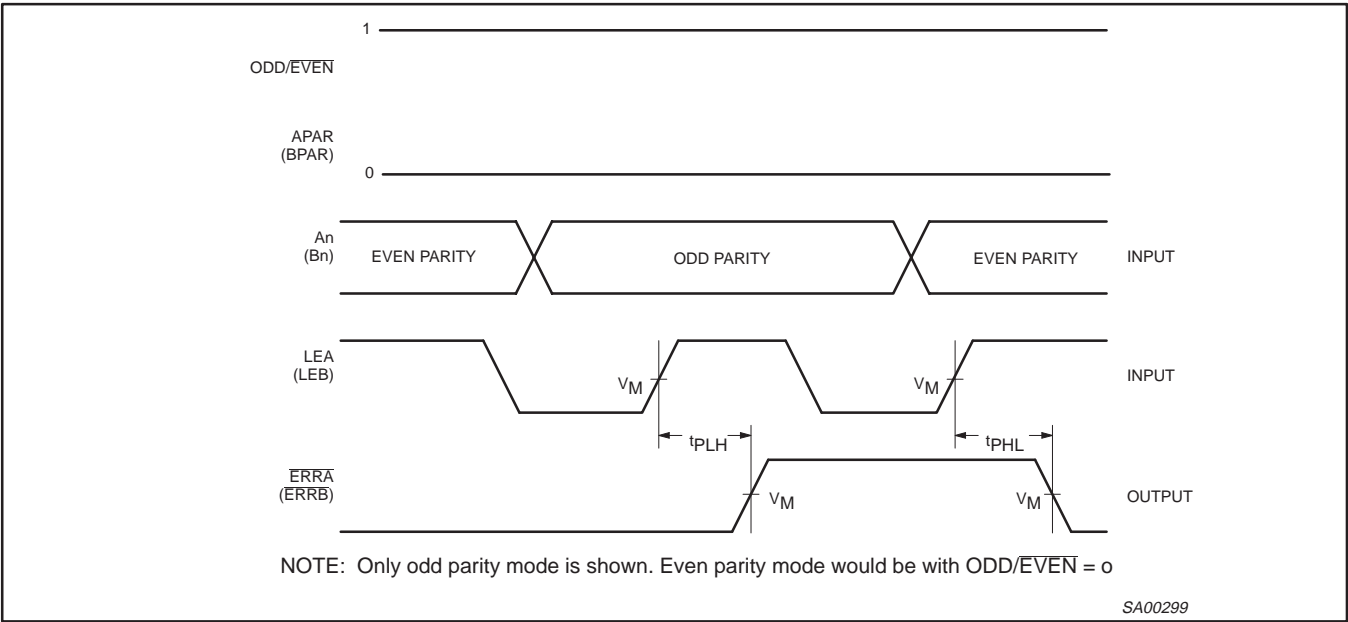 1
ODD/EVEN
APAR
(BPAR)
0
An
(Bn)
EVEN PARITY
ODD PARITY
EVEN PARITY
INPUT
LEA
(LEB)
VM
VM
INPUT
tPLH
tPHL
ERRA
(ERRB)
VM
VM
OUTPUT
NOTE: Only odd parity mode is shown. Even parity mode would be with ODD/EVEN = o
SA00299